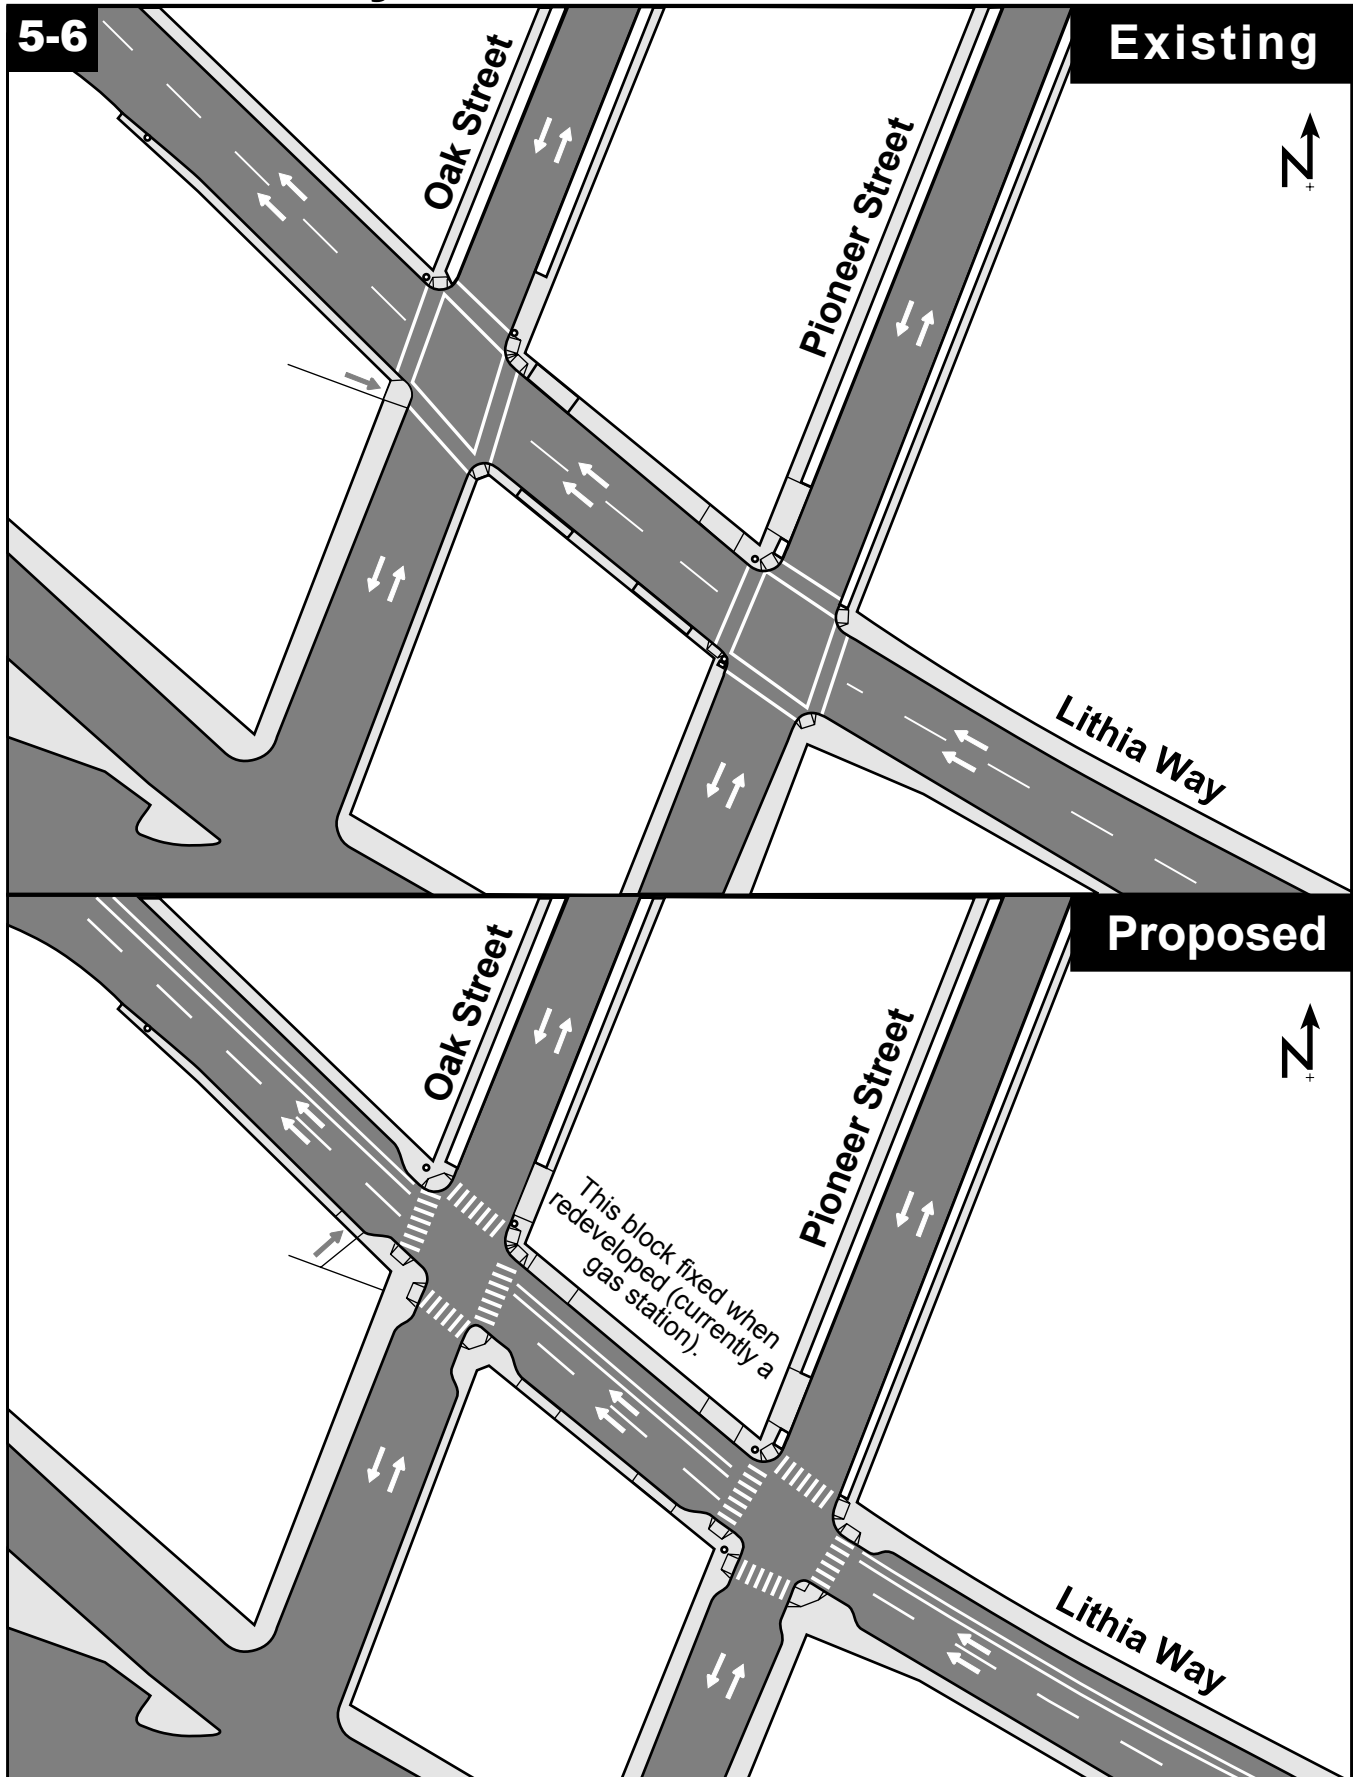 5-6
Existing
Oak Street
Pioneer Street
N
Lithia Way
Proposed
Oak Street
Pioneer Street
N
This block fixed when
redeveloped (currently a
gas station).
Lithia Way